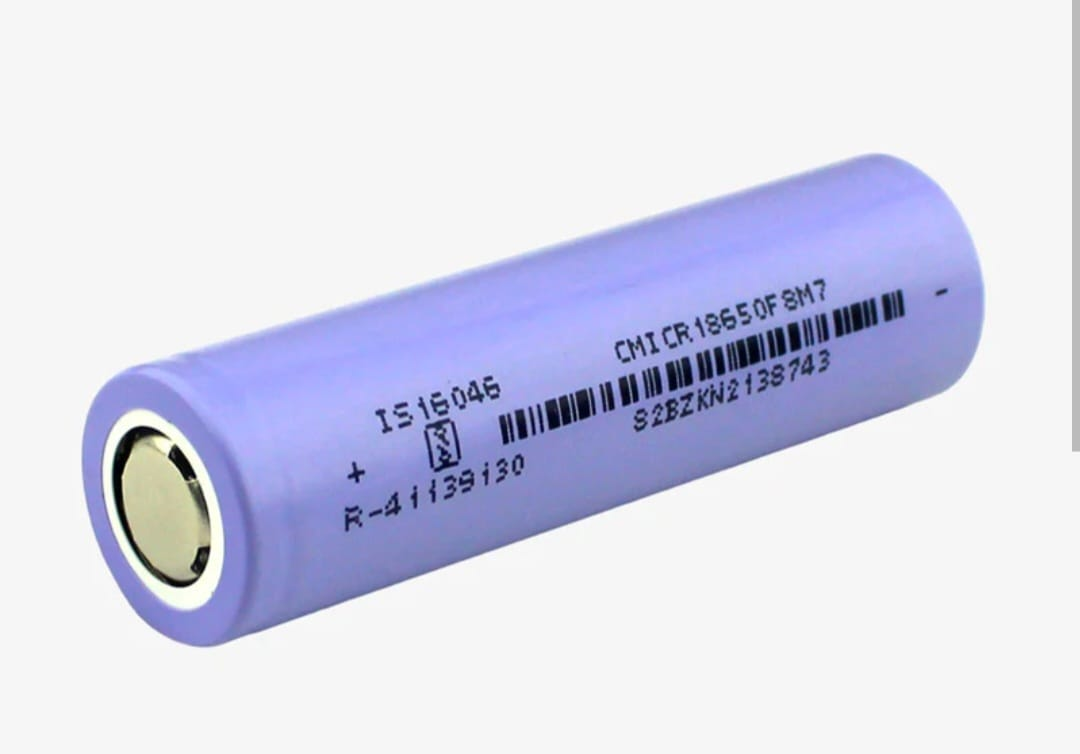 IS16046
+
R-41139130
CMICR18650F8M7
S2BZKN2138743
-